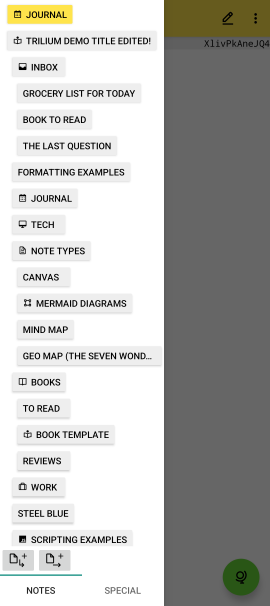 JOURNAL
TRILIUM DEMO TITLE EDITED!
INBOX
GROCERY LIST FOR TODAY
BOOK TO READ
THE LAST QUESTION
FORMATTING EXAMPLES
JOURNAL
TECH
NOTE TYPES
CANVAS
MERMAID DIAGRAMS
MIND MAP
GEO MAP (THE SEVEN WOND...
BOOKS
TO READ
BOOK TEMPLATE
REVIEWS
WORK
STEEL BLUE
SCRIPTING EXAMPLES
NOTES SPECIAL
XlivPkAneJQ4